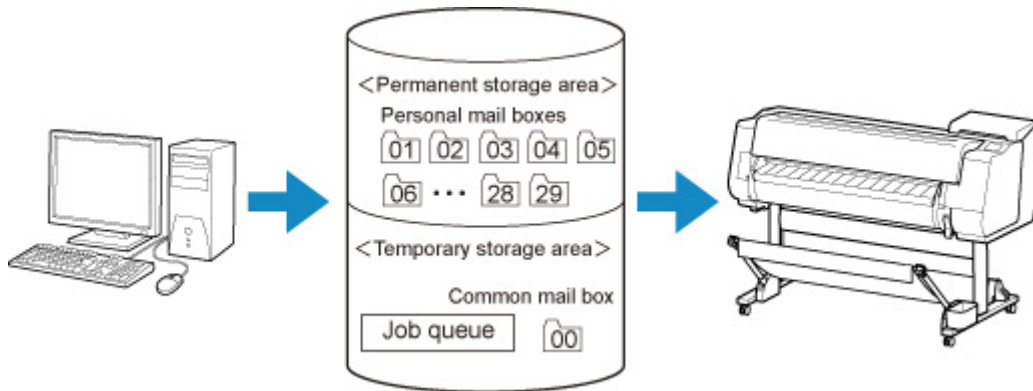 <Permanent storage area>
Personal mail boxes
01 02 03 04 05
06 ••• 28 29
<Temporary storage area>
Common mail box
Job queue 00